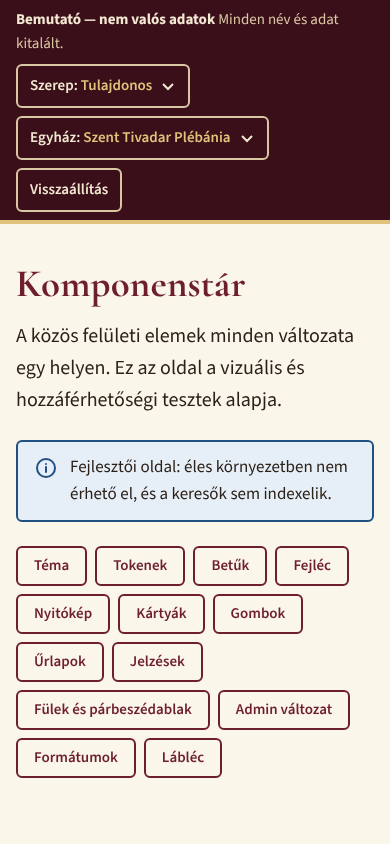 Bemutató — nem valós adatok Minden név és adat
kitalált.
Szerep: Tulajdonos
Egyház: Szent Tivadar Plébánia
Visszaállítás
Komponenstár
A közös felületi elemek minden változata
egy helyen. Ez az oldal a vizuális és
hozzáférhetőségi tesztek alapja.
Fejlesztői oldal: éles környezetben nem
érhető el, és a keresők sem indexelik.
Téma Tokenek Betűk Fejléc
Nyitókép Kártyák Gombok
Űrlapok Jelzések
Fülek és párbeszédablak Admin változat
Formátumok Lábléc